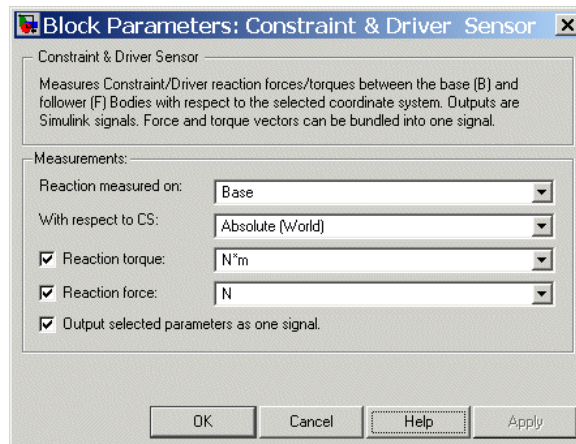 Block Parameters: Constraint & Driver Sensor
Constraint & Driver Sensor
Measures Constraint/Driver reaction forces/torques between the base (B) and
follower (F) Bodies with respect to the selected coordinate system. Outputs are
Simulink signals. Force and torque vectors can be bundled into one signal.
Measurements:
Reaction measured on: Base
With respect to CS: Absolute (World)
Reaction torque: N*m
Reaction force: N
Output selected parameters as one signal.
OK Cancel Help Apply